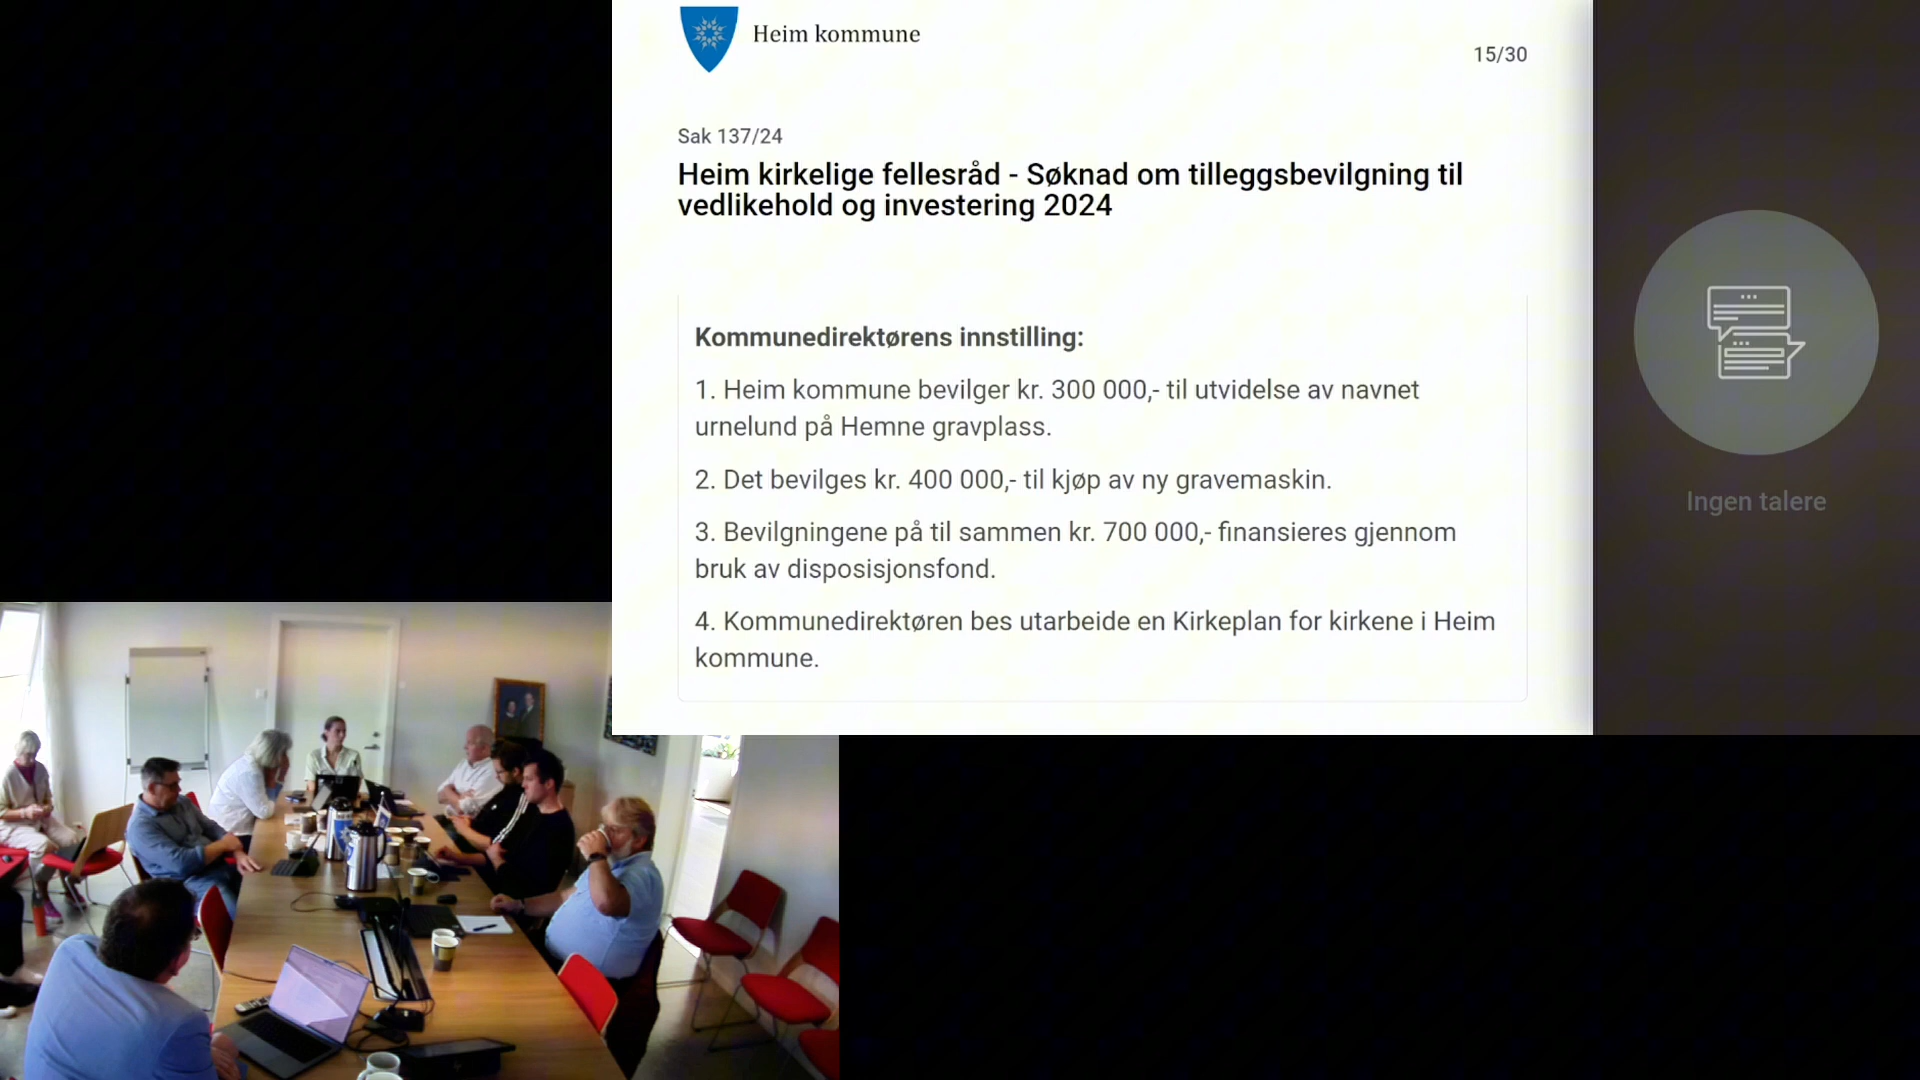 Heim kommune
15/30
Sak 137/24
Heim kirkelige fellesråd - Søknad om tilleggsbevilgning til
vedlikehold og investering 2024
Kommunedirektørens innstilling:
1. Heim kommune bevilger kr. 300 000,- til utvidelse av navnet
urnelund på Hemne gravplass.
2. Det bevilges kr. 400 000,- til kjøp av ny gravemaskin.
3. Bevilgningene på til sammen kr. 700 000,- finansieres gjennom
bruk av disposisjonsfond.
4. Kommunedirektøren bes utarbeide en Kirkeplan for kirkene i Heim
kommune.
Ingen talere